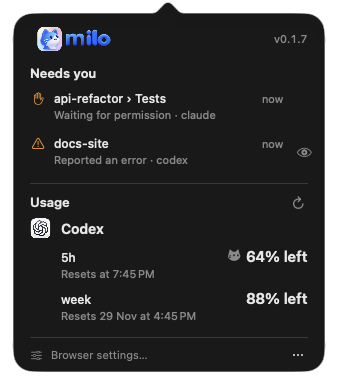 milo v0.1.7
Needs you
api-refactor › Tests now
Waiting for permission · claude
docs-site now
Reported an error · codex
Usage
Codex
5h 64% left
Resets at 7:45 PM
week 88% left
Resets 29 Nov at 4:45 PM
Browser settings...